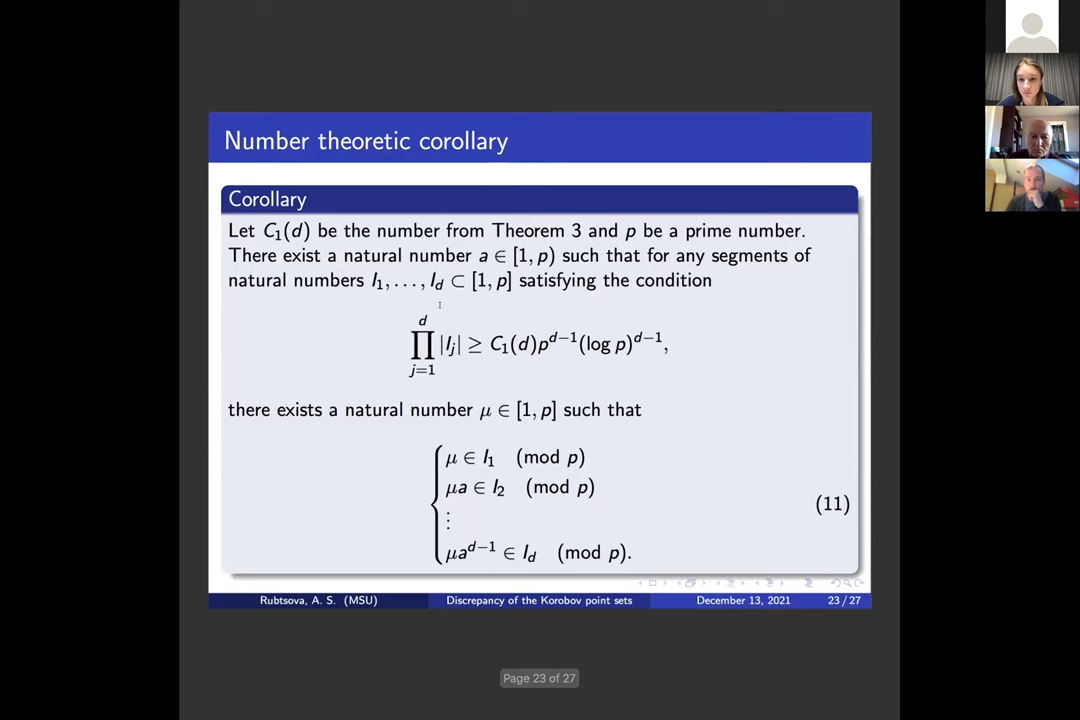 Number theoretic corollary
Corollary
Let C₁(d) be the number from Theorem 3 and p be a prime number.
There exist a natural number a ∈ [1, p) such that for any segments of
natural numbers I₁, . . . , I_d ⊂ [1, p] satisfying the condition
∏_{j=1}^{d} |I_j| ≥ C₁(d)p^{d−1}(log p)^{d−1},
there exists a natural number μ ∈ [1, p] such that
μ ∈ I₁ (mod p)
μa ∈ I₂ (mod p)
⋮
μa^{d−1} ∈ I_d (mod p).
(11)
Rubtsova, A. S. (MSU) Discrepancy of the Korobov point sets December 13, 2021 23 / 27
Page 23 of 27